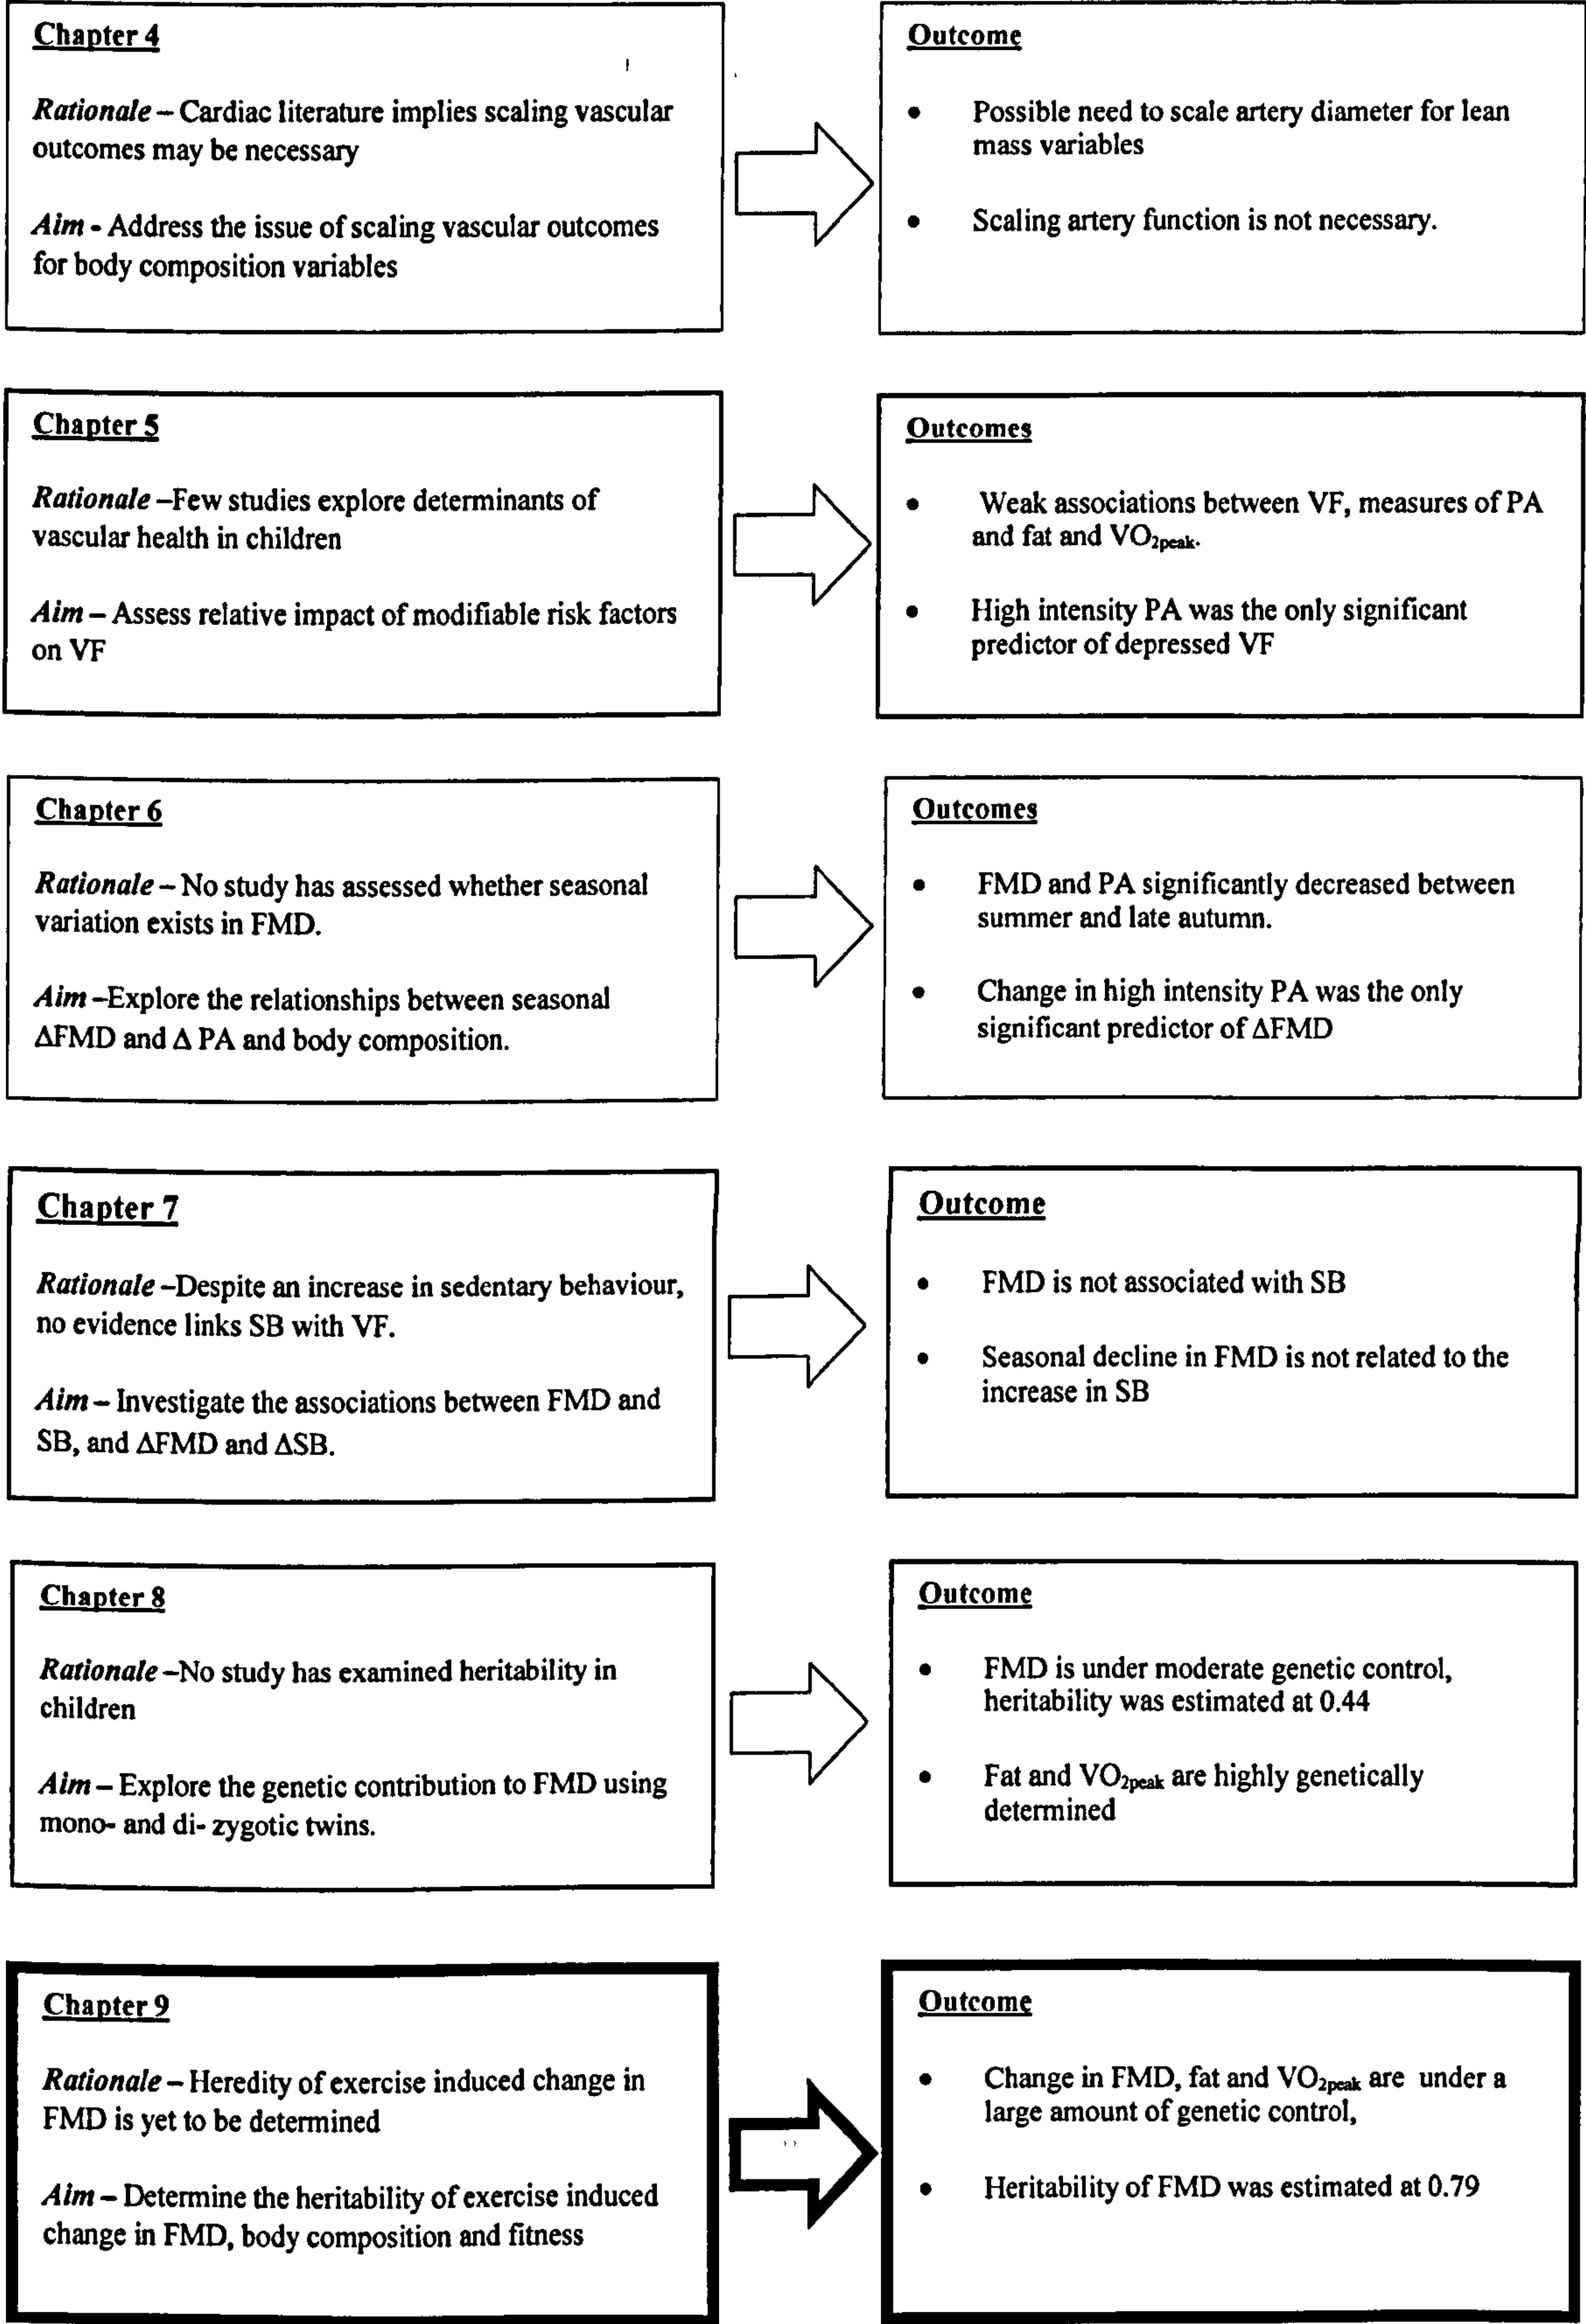 Chapter 4
Rationale – Cardiac literature implies scaling vascular
outcomes may be necessary
Aim - Address the issue of scaling vascular outcomes
for body composition variables
Outcome
• Possible need to scale artery diameter for lean
mass variables
• Scaling artery function is not necessary.
Chapter 5
Rationale –Few studies explore determinants of
vascular health in children
Aim – Assess relative impact of modifiable risk factors
on VF
Outcomes
• Weak associations between VF, measures of PA
and fat and VO2peak.
• High intensity PA was the only significant
predictor of depressed VF
Chapter 6
Rationale – No study has assessed whether seasonal
variation exists in FMD.
Aim –Explore the relationships between seasonal
ΔFMD and Δ PA and body composition.
Outcomes
• FMD and PA significantly decreased between
summer and late autumn.
• Change in high intensity PA was the only
significant predictor of ΔFMD
Chapter 7
Rationale –Despite an increase in sedentary behaviour,
no evidence links SB with VF.
Aim – Investigate the associations between FMD and
SB, and ΔFMD and ΔSB.
Outcome
• FMD is not associated with SB
• Seasonal decline in FMD is not related to the
increase in SB
Chapter 8
Rationale –No study has examined heritability in
children
Aim – Explore the genetic contribution to FMD using
mono- and di- zygotic twins.
Outcome
• FMD is under moderate genetic control,
heritability was estimated at 0.44
• Fat and VO2peak are highly genetically
determined
Chapter 9
Rationale – Heredity of exercise induced change in
FMD is yet to be determined
Aim – Determine the heritability of exercise induced
change in FMD, body composition and fitness
Outcome
• Change in FMD, fat and VO2peak are under a
large amount of genetic control,
• Heritability of FMD was estimated at 0.79